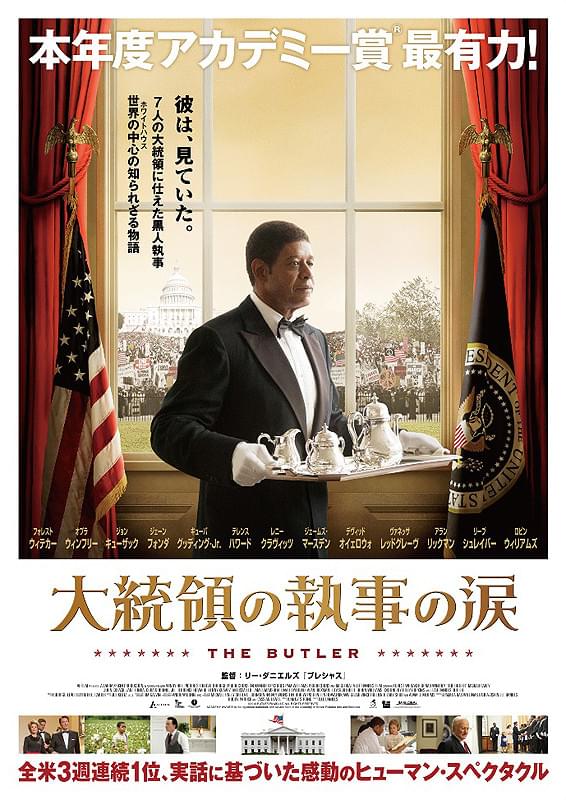 本年度アカデミー賞® 最有力!
彼は、見ていた。
7人の大統領に仕えた黒人執事
ホワイトハウス
世界の中心の知られざる物語
PRESIDENT OF THE UNITED STATES
フォレスト ウィテカー
オプラ ウィンフリー
ジョン キューザック
ジェーン フォンダ
キューバ グッディング・Jr.
テレンス ハワード
レニー クラヴィッツ
ジェームズ・ マースデン
デヴィッド オイェロウォ
ヴァネッサ レッドグレーヴ
アラン リックマン
リーブ シュレイバー
ロビン ウィリアムズ
大統領の執事の涙
THE BUTLER
監督:リー・ダニエルズ『プレシャス』
全米3週連続1位、実話に基づいた感動のヒューマン・スペクタクル